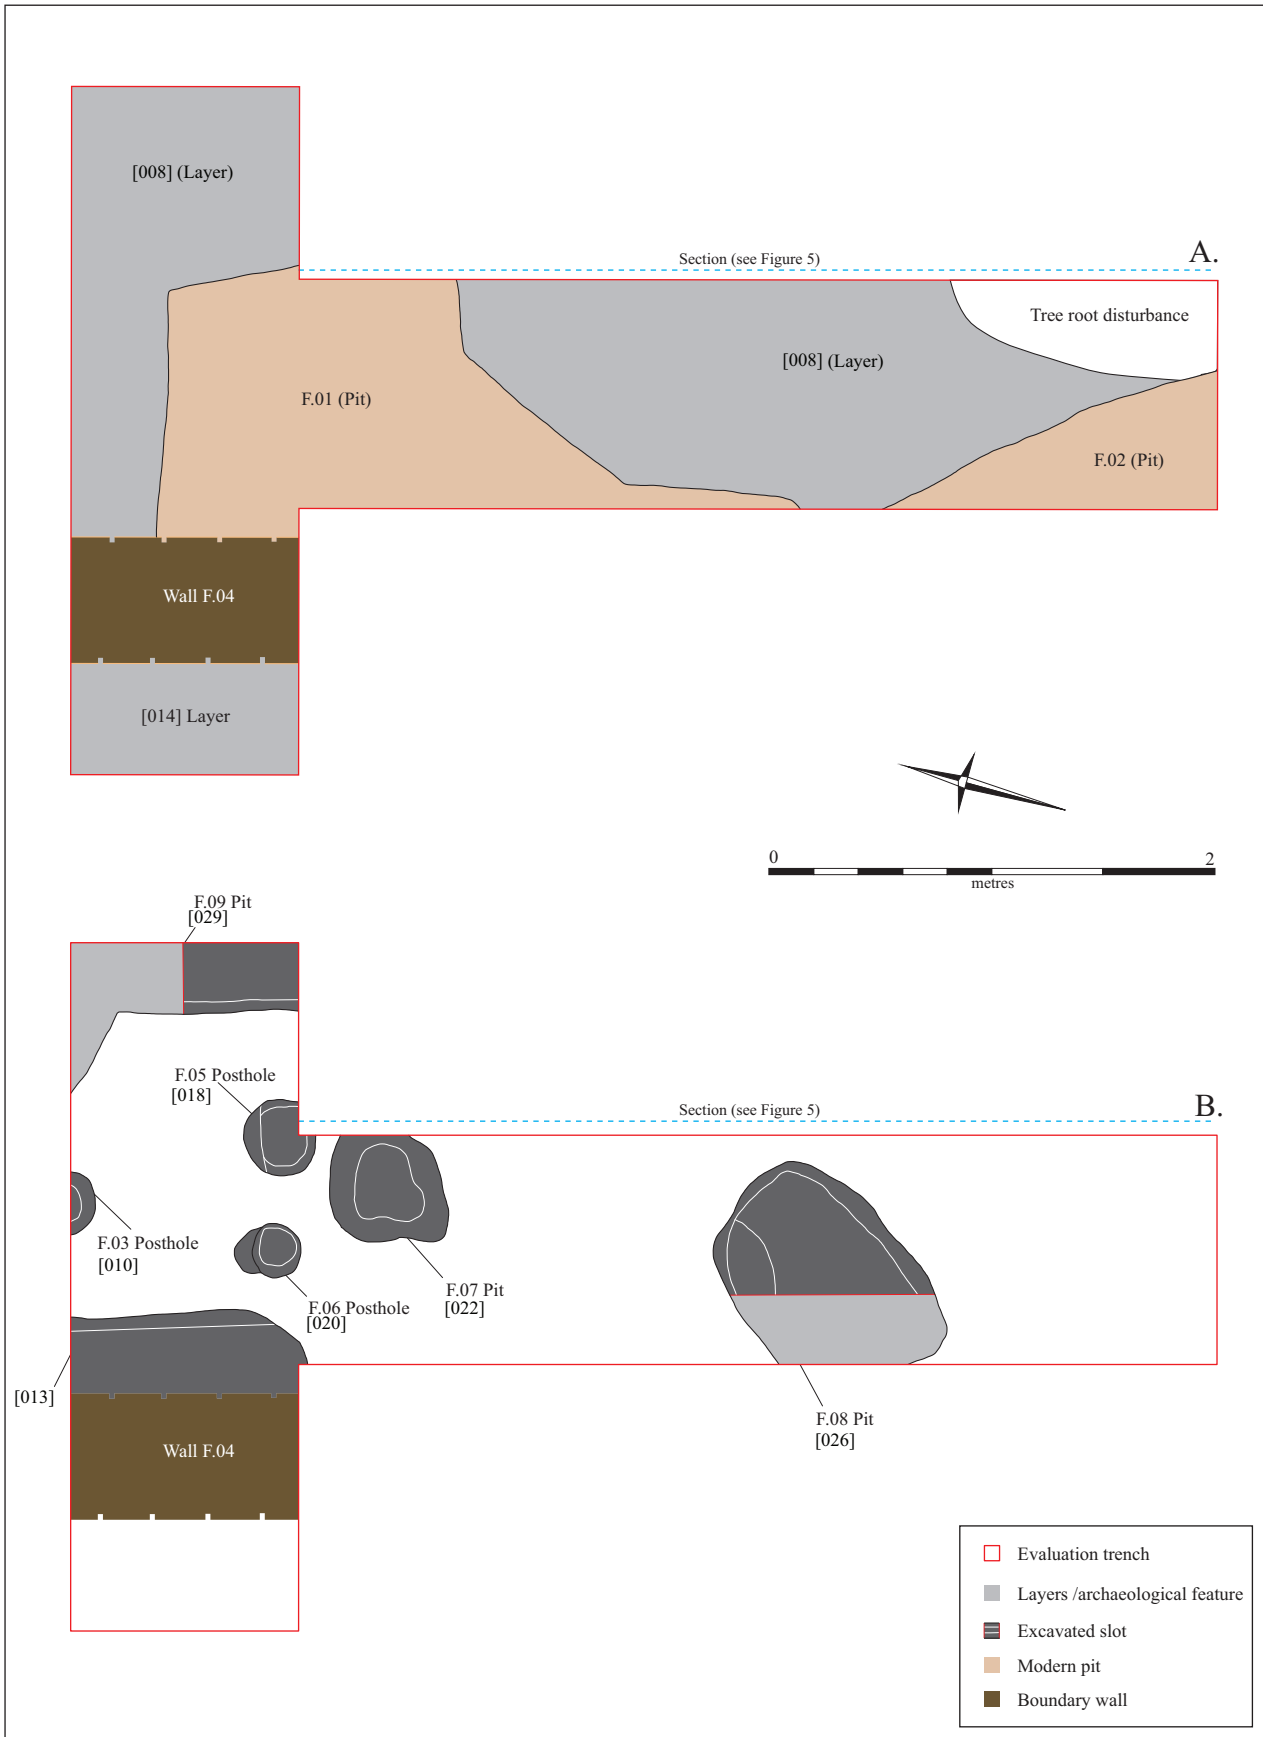 [008] (Layer)
Section (see Figure 5)
A.
Tree root disturbance
[008] (Layer)
F.01 (Pit)
F.02 (Pit)
Wall F.04
[014] Layer
0
2
metres
F.09 Pit
[029]
F.05 Posthole
[018]
Section (see Figure 5)
B.
F.03 Posthole
[010]
F.06 Posthole
[020]
F.07 Pit
[022]
[013]
F.08 Pit
[026]
Wall F.04
Evaluation trench
Layers /archaeological feature
Excavated slot
Modern pit
Boundary wall